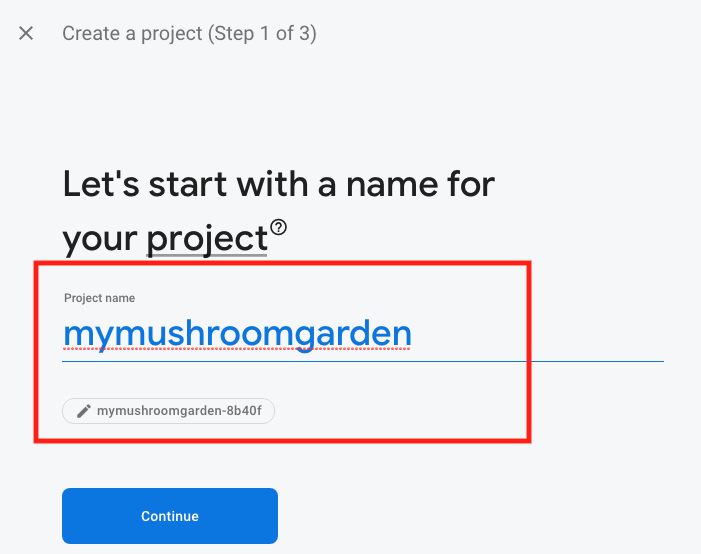 Create a project (Step 1 of 3)
Let's start with a name for
your project
Project name
mymushroomgarden
mymushroomgarden-8b40f
Continue